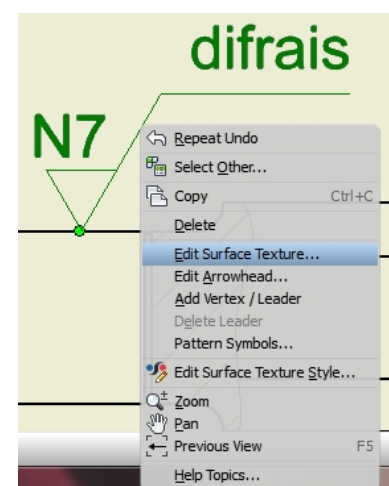 difrais
N7
Repeat Undo
Select Other...
Copy Ctrl+C
Delete
Edit Surface Texture...
Edit Arrowhead...
Add Vertex / Leader
Delete Leader
Pattern Symbols...
Edit Surface Texture Style...
Zoom
Pan
Previous View F5
Help Topics...